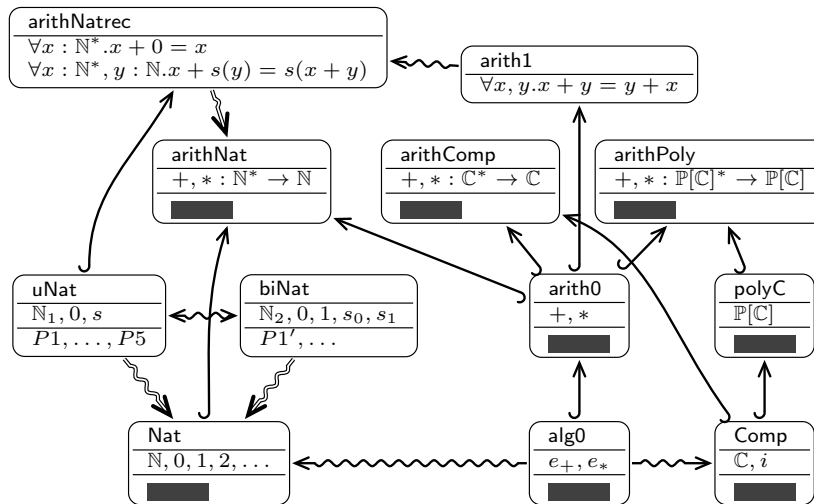 arithNatrec
∀x : ℕ*.x + 0 = x
∀x : ℕ*, y : ℕ.x + s(y) = s(x + y)
arith1
∀x, y.x + y = y + x
arithNat
+, * : ℕ* → ℕ
arithComp
+, * : ℂ* → ℂ
arithPoly
+, * : ℙ[ℂ]* → ℙ[ℂ]
uNat
ℕ₁, 0, s
P1, . . . , P5
biNat
ℕ₂, 0, 1, s₀, s₁
P1′, . . .
arith0
+, *
polyC
ℙ[ℂ]
Nat
ℕ, 0, 1, 2, . . .
alg0
e₊, e*
Comp
ℂ, i